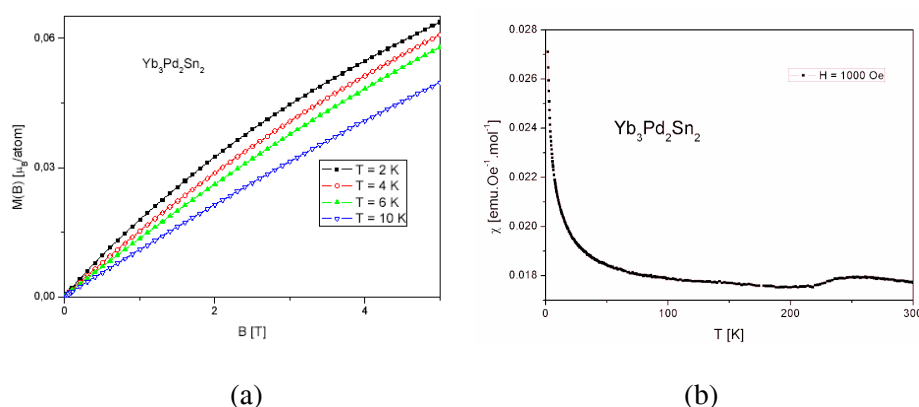 (a)
0,06
0,03
0,00
M(B) [μ_B/atom]
Yb₃Pd₂Sn₂
T = 2 K
T = 4 K
T = 6 K
T = 10 K
0
2
4
B [T]
(b)
0.028
0.026
0.024
0.022
0.020
0.018
χ [emu.Oe⁻¹.mol⁻¹]
H = 1000 Oe
Yb₃Pd₂Sn₂
0
100
200
300
T [K]
(a)
(b)